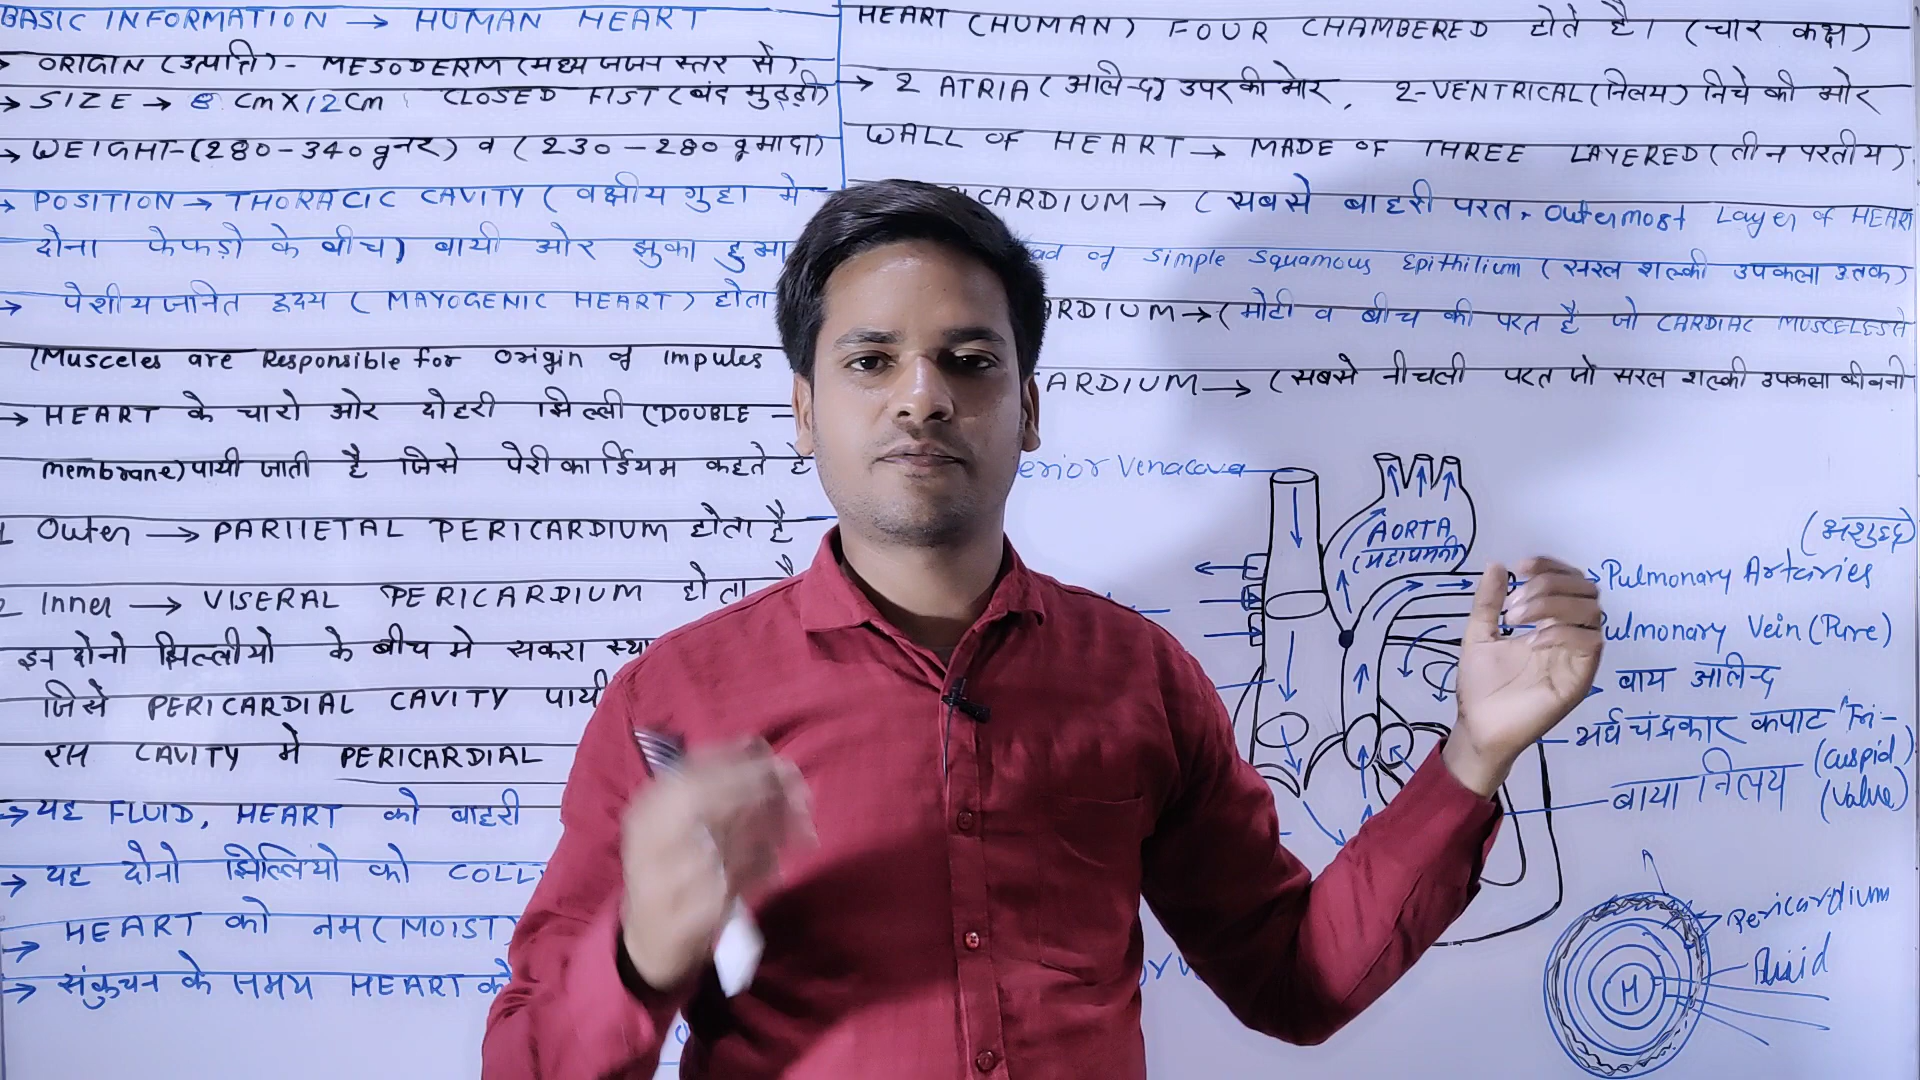 BASIC INFORMATION → HUMAN HEART
→ ORIGIN (उत्पत्ति) - MESODERM (मध्य जनन स्तर से)
→ SIZE → 8 cm X 12 cm CLOSED FIST (बंद मुठ्ठी)
→ WEIGHT - (280 - 340 g नर) व (230 - 280 g मादा)
→ POSITION → THORACIC CAVITY ( वक्षीय गुहा मे
दोनो फेफड़ो के बीच) बायी ओर झुका हुआ
→ पेशीयजनित हृदय ( MAYOGENIC HEART ) होता
(Musceles are Responsible for Origin of Impules
→ HEART के चारो ओर दोहरी झिल्ली (DOUBLE -
membrane) पायी जाती है जिसे पेरीकार्डियम कहते है
1 Outer → PARIIETAL PERICARDIUM होता है
2 Inner → VISERAL PERICARDIUM होता है
इन दोनो झिल्लीयो के बीच मे सकरा
जिसे PERICARDIAL CAVITY पायी
इस CAVITY मे PERICARDIAL
→ यह FLUID, HEART को बाहरी
→ यह दोनो झिल्लियो को
→ HEART को नम (MOIST)
→ संकुचन के समय HEART को
HEART (HUMAN) FOUR CHAMBERED होते है। (चार कक्ष)
→ 2 ATRIA ( आलिन्द) उपर की ओर, 2-VENTRICAL (निलय) निचे की ओर
WALL OF HEART → MADE OF THREE LAYERED (तीन परतीय)
CARDIUM → ( सबसे बाहरी परत, Outermost Layer of HEART
of Simple Squamous Epithilium ( सरल शल्की उपकला उतक)
RDIUM → ( मोटी व बीच की परत है जो CARDIAC MUSCELES से
ARDIUM → (सबसे नीचली परत जो सरल शल्की उपकला की बनी
erior Venacava
AORTA
(महाधमनी)
(अशुद्ध)
Pulmonary Artaries
Pulmonary Vein (Pure)
बाय आलिन्द
अर्ध चंद्रकार कपाट "Tri-
(Cuspid)
बाया निलय (Value)
Pericardium
fluid
H